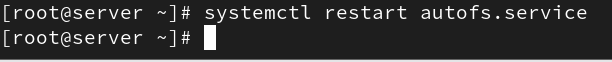 [root@server ~]# systemctl restart autofs.service
[root@server ~]#